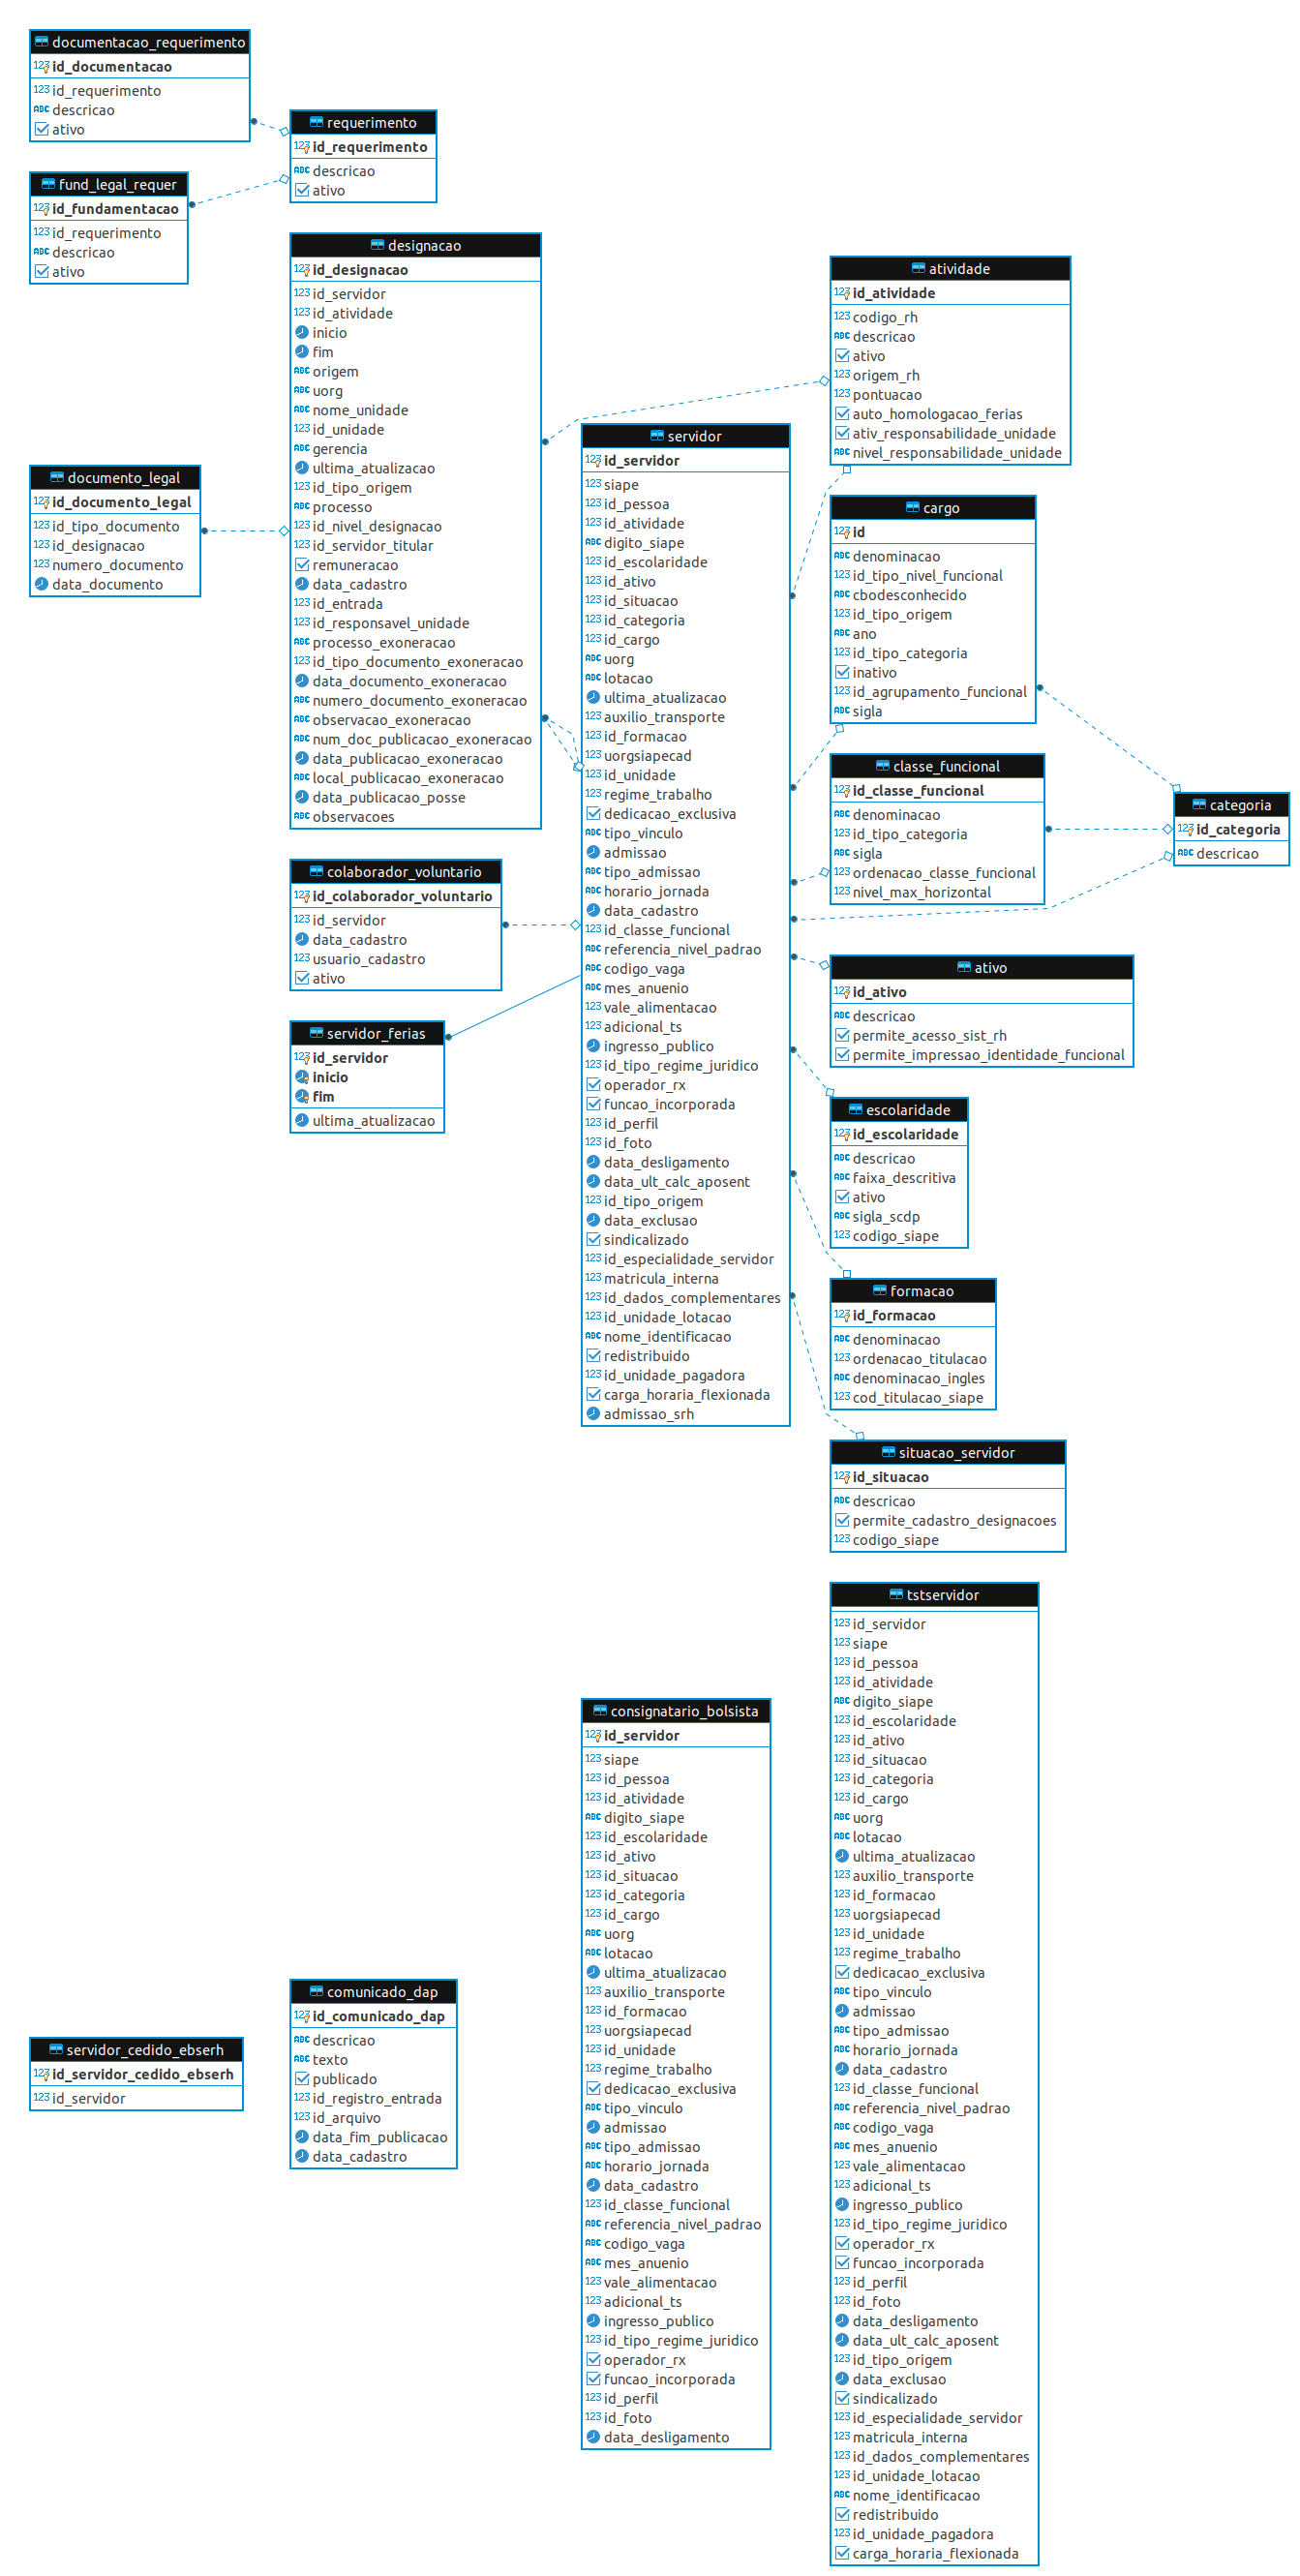 documentacao_requerimento
id_documentacao
id_requerimento
descricao
ativo
fund_legal_requer
id_fundamentacao
id_requerimento
descricao
ativo
requerimento
id_requerimento
descricao
ativo
documento_legal
id_documento_legal
id_tipo_documento
id_designacao
numero_documento
data_documento
designacao
id_designacao
id_servidor
id_atividade
inicio
fim
origem
uorg
nome_unidade
id_unidade
gerencia
ultima_atualizacao
id_tipo_origem
processo
id_nivel_designacao
id_servidor_titular
remuneracao
data_cadastro
id_entrada
id_responsavel_unidade
processo_exoneracao
id_tipo_documento_exoneracao
data_documento_exoneracao
numero_documento_exoneracao
observacao_exoneracao
num_doc_publicacao_exoneracao
data_publicacao_exoneracao
local_publicacao_exoneracao
data_publicacao_posse
observacoes
colaborador_voluntario
id_colaborador_voluntario
id_servidor
data_cadastro
usuario_cadastro
ativo
servidor_ferias
id_servidor
inicio
fim
ultima_atualizacao
servidor
id_servidor
siape
id_pessoa
id_atividade
digito_siape
id_escolaridade
id_ativo
id_situacao
id_categoria
id_cargo
uorg
lotacao
ultima_atualizacao
auxilio_transporte
id_formacao
uorgsiapecad
id_unidade
regime_trabalho
dedicacao_exclusiva
tipo_vinculo
admissao
tipo_admissao
horario_jornada
data_cadastro
id_classe_funcional
referencia_nivel_padrao
codigo_vaga
mes_anuenio
vale_alimentacao
adicional_ts
ingresso_publico
id_tipo_regime_juridico
operador_rx
funcao_incorporada
id_perfil
id_foto
data_desligamento
data_ult_calc_aposent
id_tipo_origem
data_exclusao
sindicalizado
id_especialidade_servidor
matricula_interna
id_dados_complementares
id_unidade_lotacao
nome_identificacao
redistribuido
id_unidade_pagadora
carga_horaria_flexionada
admissao_srh
atividade
id_atividade
codigo_rh
descricao
ativo
origem_rh
pontuacao
auto_homologacao_ferias
ativ_responsabilidade_unidade
nivel_responsabilidade_unidade
cargo
id
denominacao
id_tipo_nivel_funcional
cbodesconhecido
id_tipo_origem
ano
id_tipo_categoria
inativo
id_agrupamento_funcional
sigla
classe_funcional
id_classe_funcional
denominacao
id_tipo_categoria
sigla
ordenacao_classe_funcional
nivel_max_horizontal
categoria
id_categoria
descricao
ativo
id_ativo
descricao
permite_acesso_sist_rh
permite_impressao_identidade_funcional
escolaridade
id_escolaridade
descricao
faixa_descritiva
ativo
sigla_scdp
codigo_siape
formacao
id_formacao
denominacao
ordenacao_titulacao
denominacao_ingles
cod_titulacao_siape
situacao_servidor
id_situacao
descricao
permite_cadastro_designacoes
codigo_siape
servidor_cedido_ebserh
id_servidor_cedido_ebserh
id_servidor
comunicado_dap
id_comunicado_dap
descricao
texto
publicado
id_registro_entrada
id_arquivo
data_fim_publicacao
data_cadastro
consignatario_bolsista
id_servidor
siape
id_pessoa
id_atividade
digito_siape
id_escolaridade
id_ativo
id_situacao
id_categoria
id_cargo
uorg
lotacao
ultima_atualizacao
auxilio_transporte
id_formacao
uorgsiapecad
id_unidade
regime_trabalho
dedicacao_exclusiva
tipo_vinculo
admissao
tipo_admissao
horario_jornada
data_cadastro
id_classe_funcional
referencia_nivel_padrao
codigo_vaga
mes_anuenio
vale_alimentacao
adicional_ts
ingresso_publico
id_tipo_regime_juridico
operador_rx
funcao_incorporada
id_perfil
id_foto
data_desligamento
tstservidor
id_servidor
siape
id_pessoa
id_atividade
digito_siape
id_escolaridade
id_ativo
id_situacao
id_categoria
id_cargo
uorg
lotacao
ultima_atualizacao
auxilio_transporte
id_formacao
uorgsiapecad
id_unidade
regime_trabalho
dedicacao_exclusiva
tipo_vinculo
admissao
tipo_admissao
horario_jornada
data_cadastro
id_classe_funcional
referencia_nivel_padrao
codigo_vaga
mes_anuenio
vale_alimentacao
adicional_ts
ingresso_publico
id_tipo_regime_juridico
operador_rx
funcao_incorporada
id_perfil
id_foto
data_desligamento
data_ult_calc_aposent
id_tipo_origem
data_exclusao
sindicalizado
id_especialidade_servidor
matricula_interna
id_dados_complementares
id_unidade_lotacao
nome_identificacao
redistribuido
id_unidade_pagadora
carga_horaria_flexionada